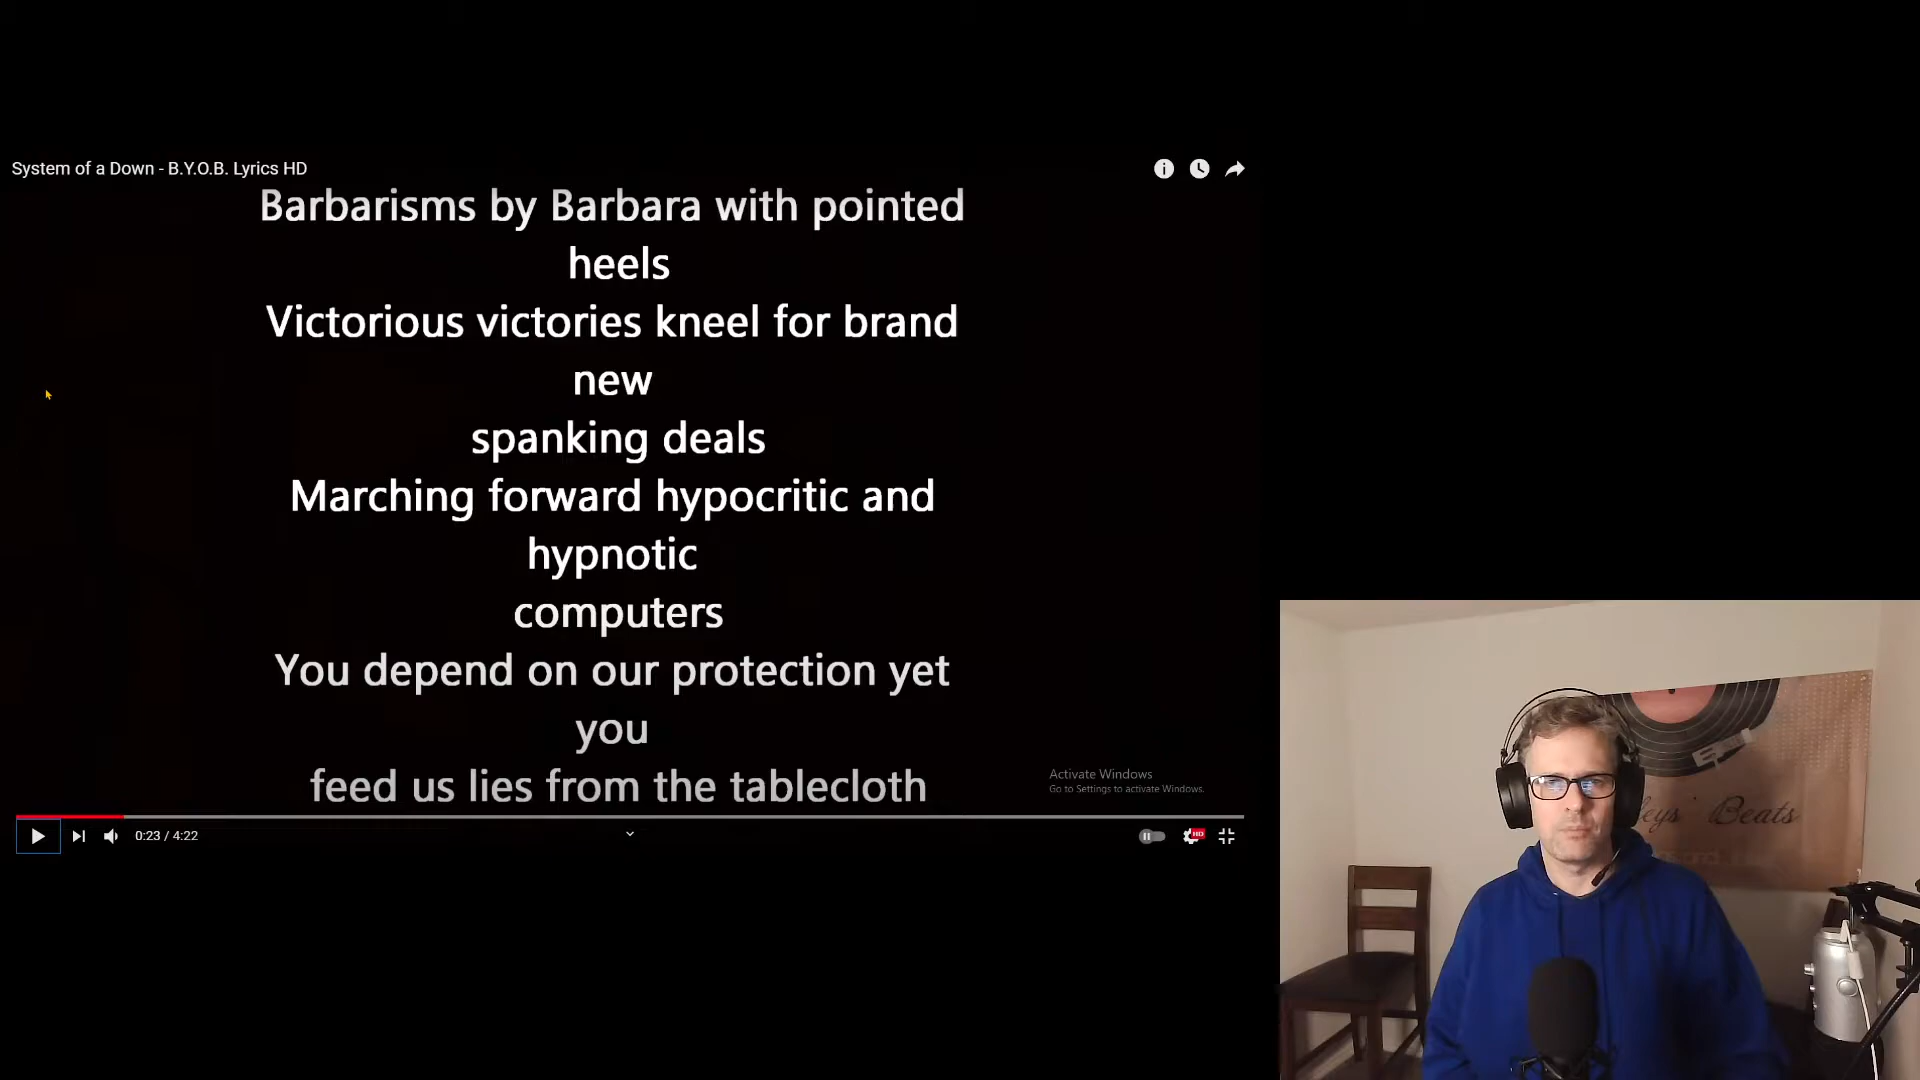 System of a Down - B.Y.O.B. Lyrics HD
Barbarisms by Barbara with pointed
heels
Victorious victories kneel for brand
new
spanking deals
Marching forward hypocritic and
hypnotic
computers
You depend on our protection yet
you
feed us lies from the tablecloth
Activate Windows
Go to Settings to activate Windows.
0:23 / 4:22
HD
Beats